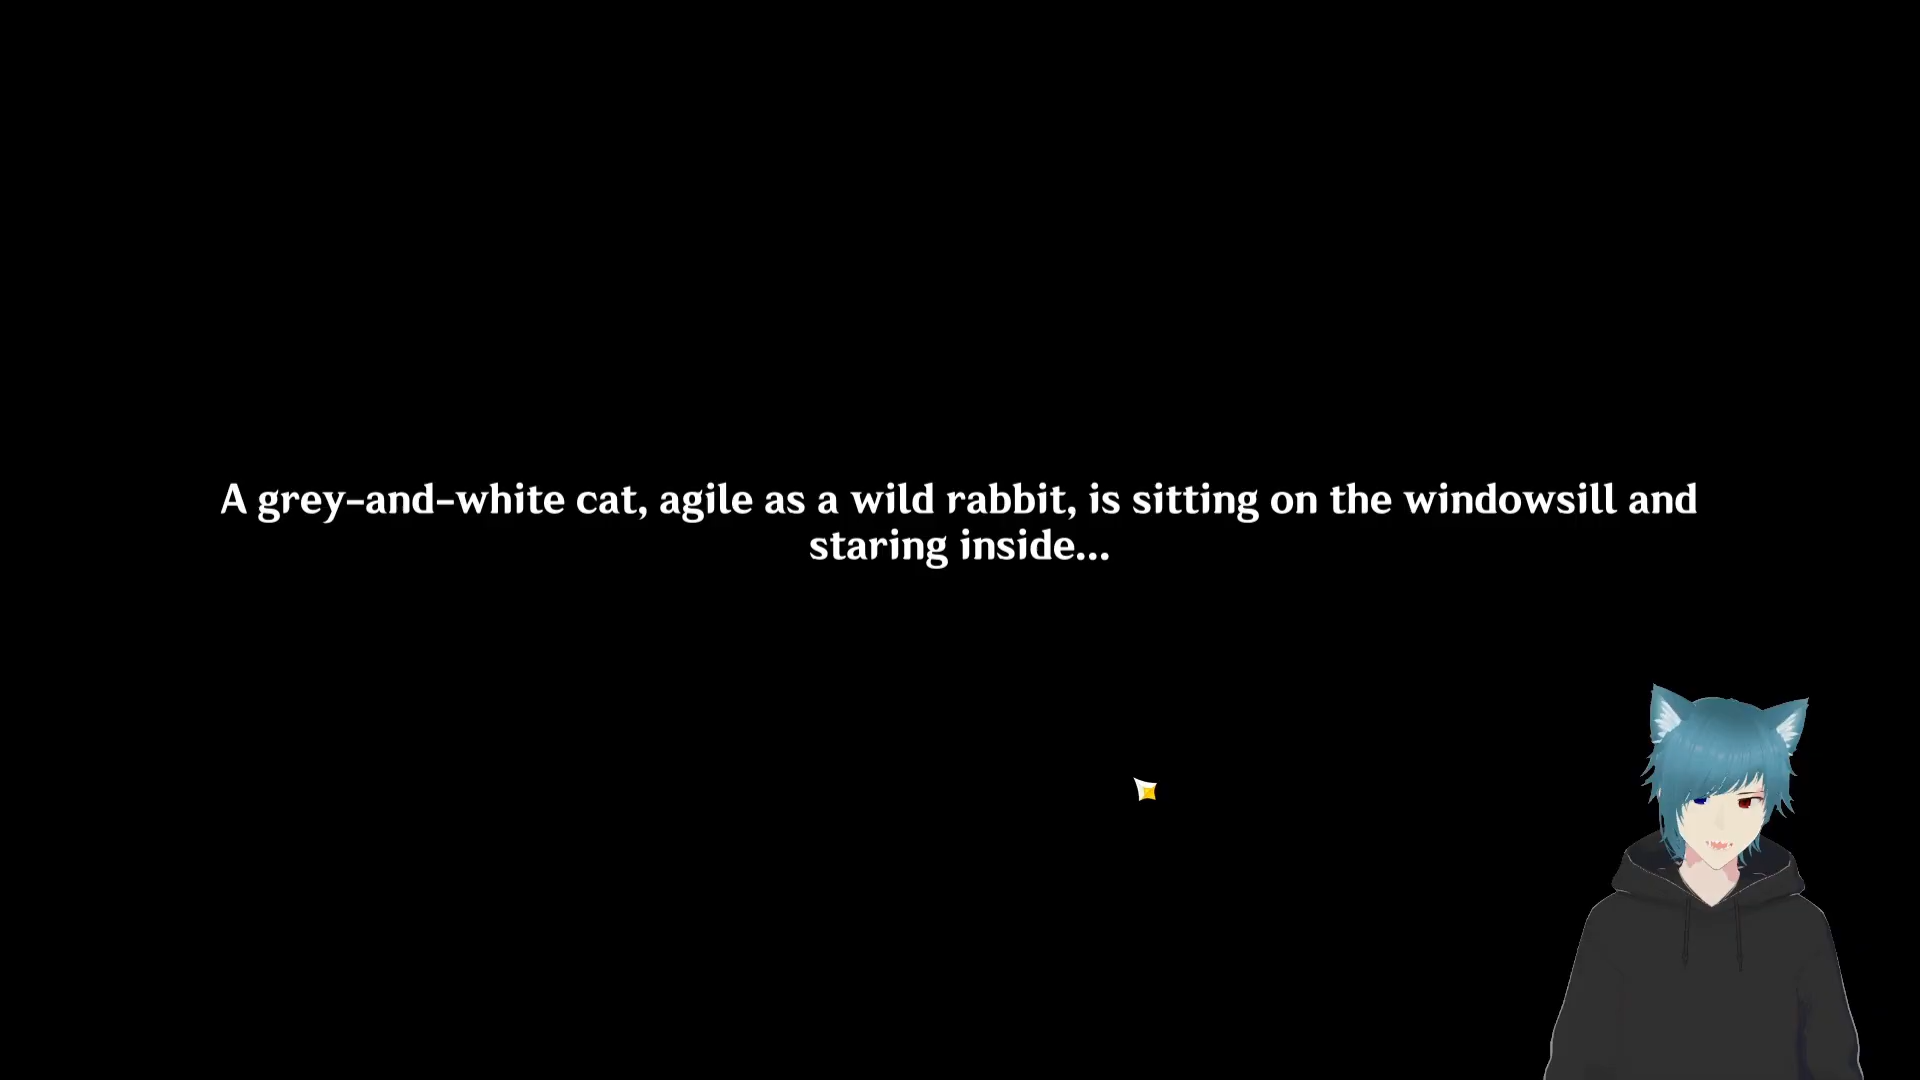 A grey-and-white cat, agile as a wild rabbit, is sitting on the windowsill and
staring inside...